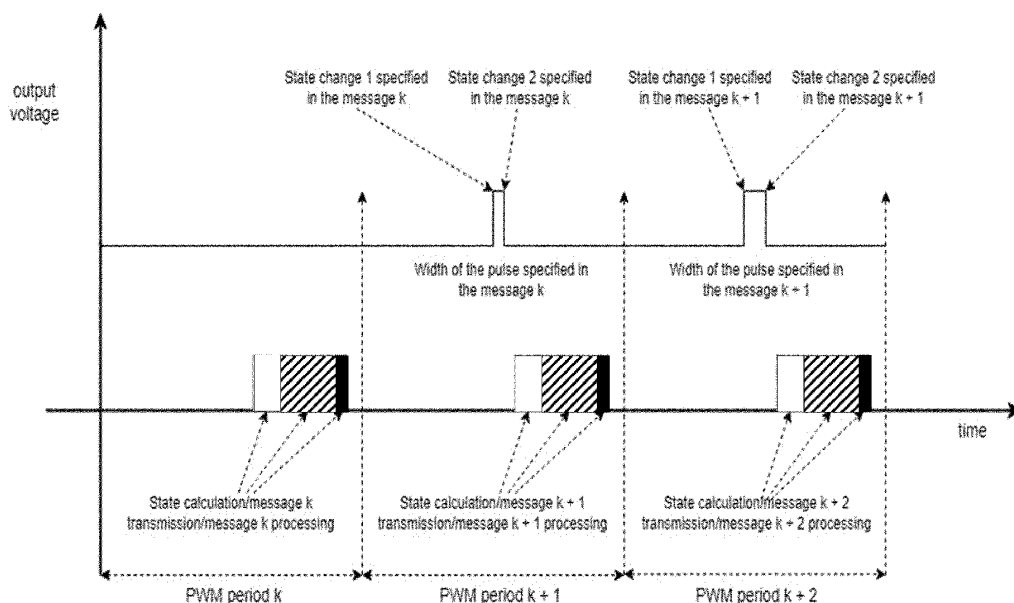 output
voltage
State change 1 specified
in the message k
State change 2 specified
in the message k
State change 1 specified
in the message k + 1
State change 2 specified
in the message k + 1
Width of the pulse specified in
the message k
Width of the pulse specified in
the message k + 1
time
State calculation/message k
transmission/message k processing
State calculation/message k + 1
transmission/message k + 1 processing
State calculation/message k + 2
transmission/message k + 2 processing
PWM period k
PWM period k + 1
PWM period k + 2